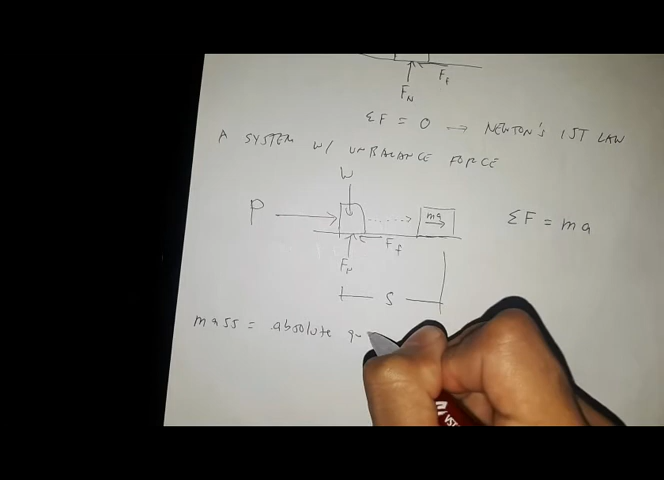 Ff
FN
ΣF = 0 → NEWTON'S 1ST LAW
A SYSTEM W/ UNBALANCE FORCE
W
P
ma
ΣF = ma
Ff
FN
S
mass = absolute